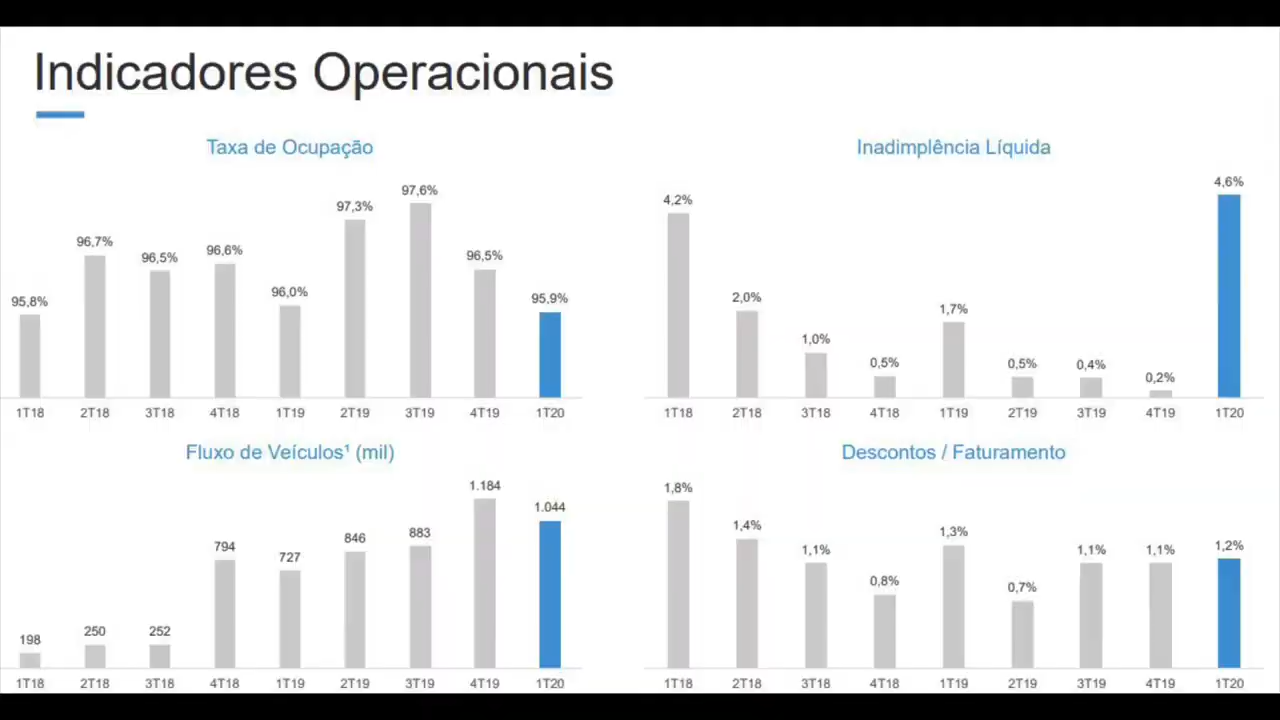 Indicadores Operacionais
Taxa de Ocupação
95,8% 96,7% 96,5% 96,6% 96,0% 97,3% 97,6% 96,5% 95,9%
1T18 2T18 3T18 4T18 1T19 2T19 3T19 4T19 1T20
Inadimplência Líquida
4,2% 2,0% 1,0% 0,5% 1,7% 0,5% 0,4% 0,2% 4,6%
1T18 2T18 3T18 4T18 1T19 2T19 3T19 4T19 1T20
Fluxo de Veículos¹ (mil)
198 250 252 794 727 846 883 1.184 1.044
1T18 2T18 3T18 4T18 1T19 2T19 3T19 4T19 1T20
Descontos / Faturamento
1,8% 1,4% 1,1% 0,8% 1,3% 0,7% 1,1% 1,1% 1,2%
1T18 2T18 3T18 4T18 1T19 2T19 3T19 4T19 1T20